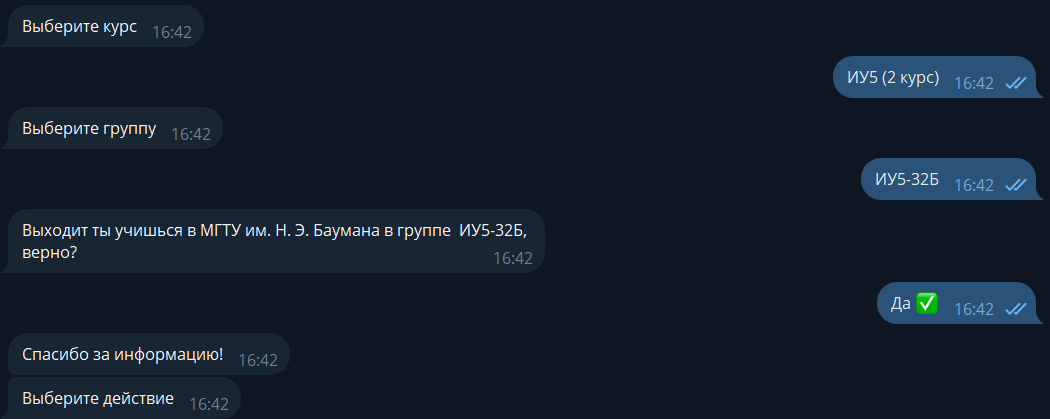 Выберите курс 16:42
ИУ5 (2 курс) 16:42
Выберите группу 16:42
ИУ5-32Б 16:42
Выходит ты учишься в МГТУ им. Н. Э. Баумана в группе  ИУ5-32Б,
верно? 16:42
Да ✅ 16:42
Спасибо за информацию! 16:42
Выберите действие 16:42